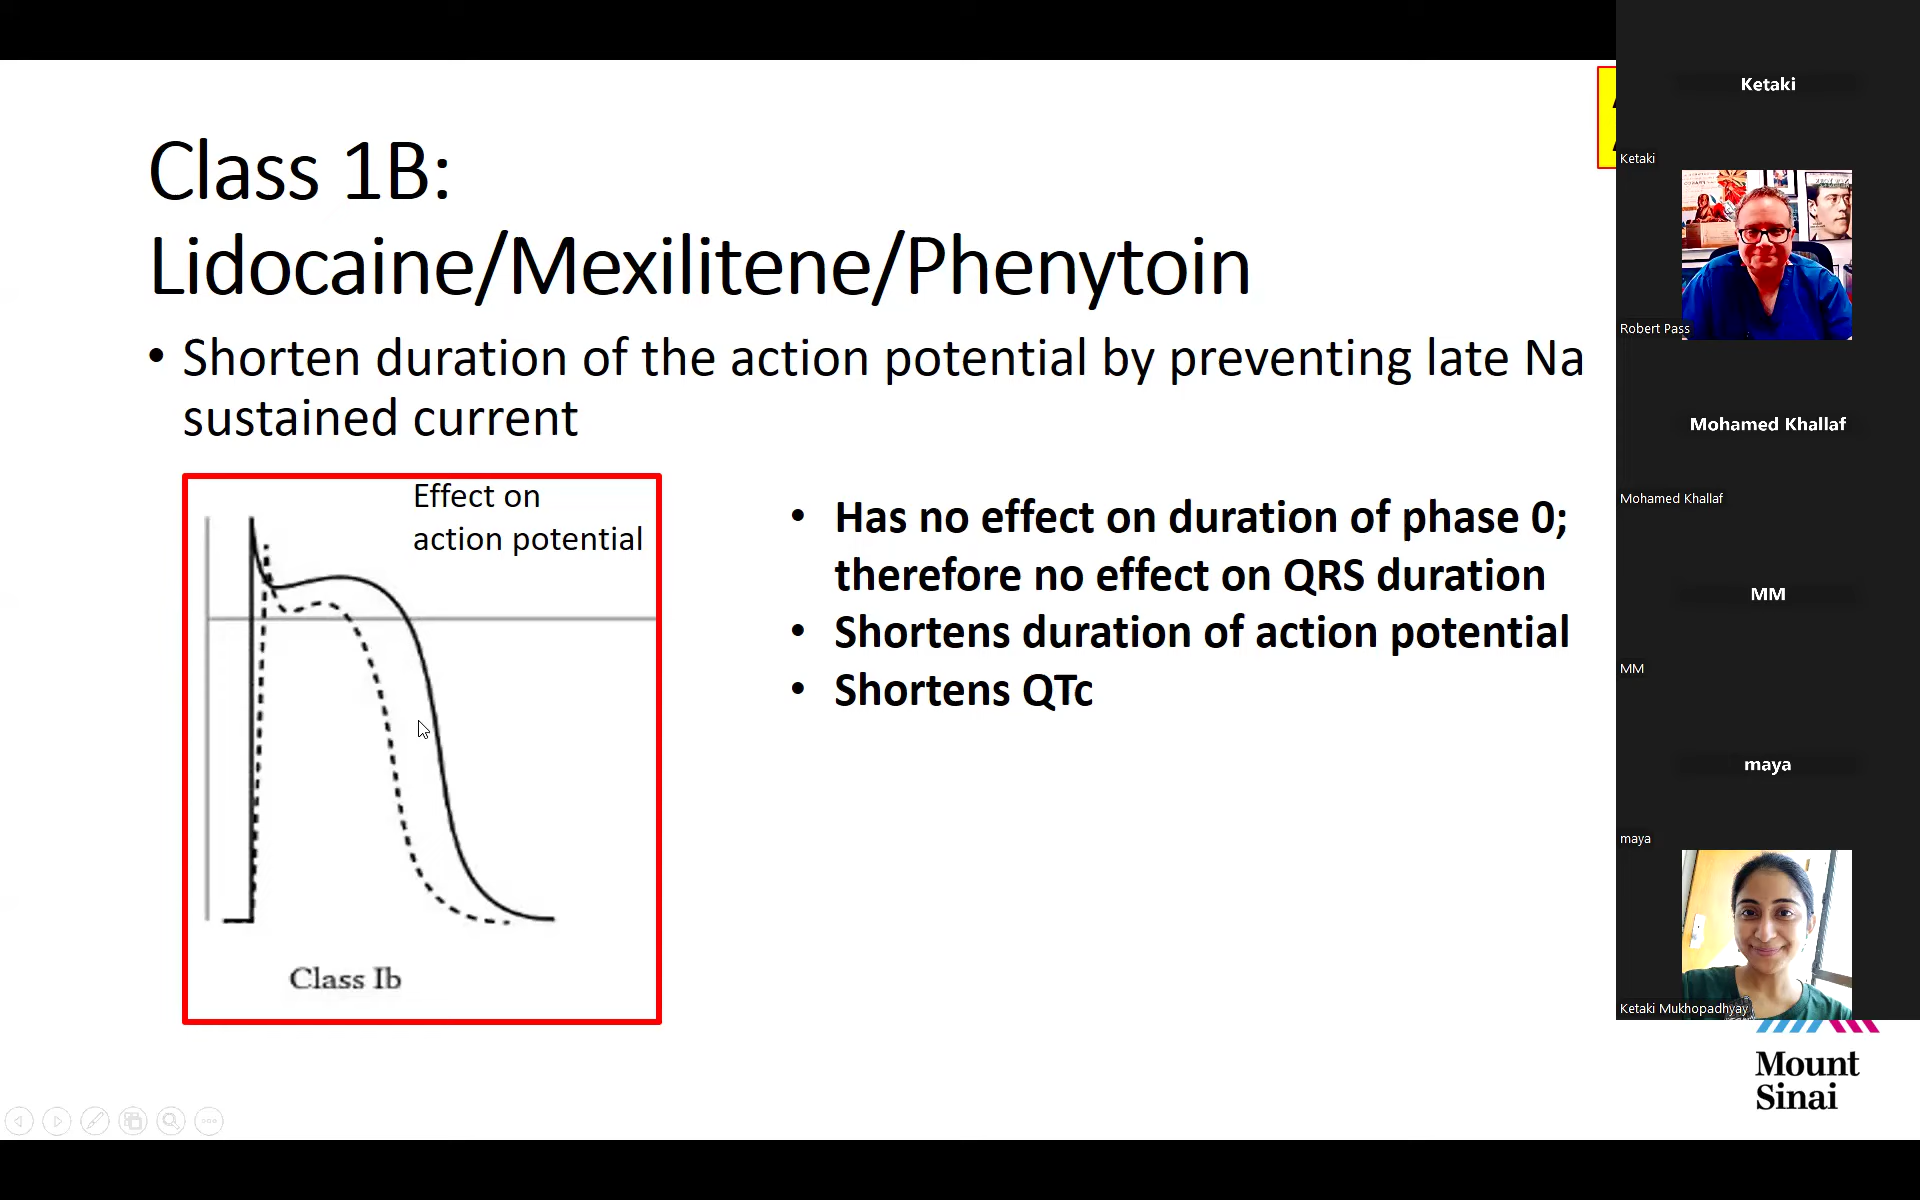 Class 1B:
Lidocaine/Mexilitene/Phenytoin
• Shorten duration of the action potential by preventing late Na
sustained current
Effect on
action potential
Class Ib
• Has no effect on duration of phase 0;
therefore no effect on QRS duration
• Shortens duration of action potential
• Shortens QTc
Ketaki
Ketaki
Robert Pass
Mohamed Khallaf
Mohamed Khallaf
MM
MM
maya
maya
Ketaki Mukhopadhyay
Mount
Sinai